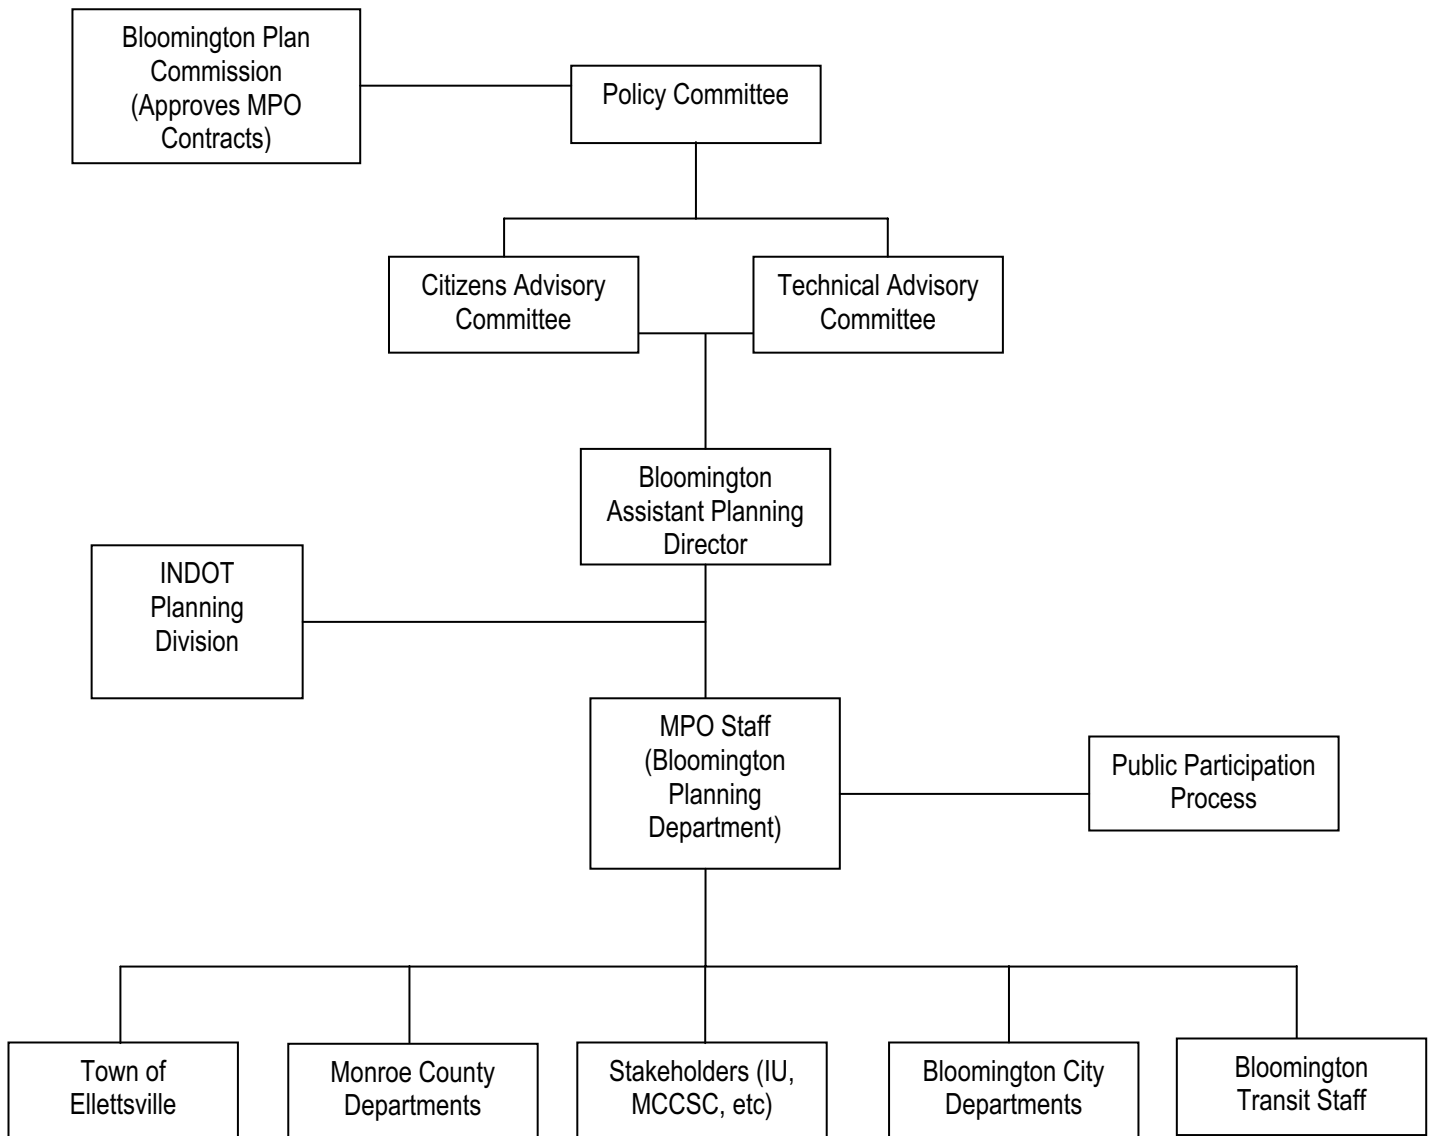 Bloomington Plan
Commission
(Approves MPO
Contracts)
Policy Committee
Citizens Advisory
Committee
Technical Advisory
Committee
Bloomington
Assistant Planning
Director
INDOT
Planning
Division
MPO Staff
(Bloomington
Planning
Department)
Public Participation
Process
Town of
Ellettsville
Monroe County
Departments
Stakeholders (IU,
MCCSC, etc)
Bloomington City
Departments
Bloomington
Transit Staff